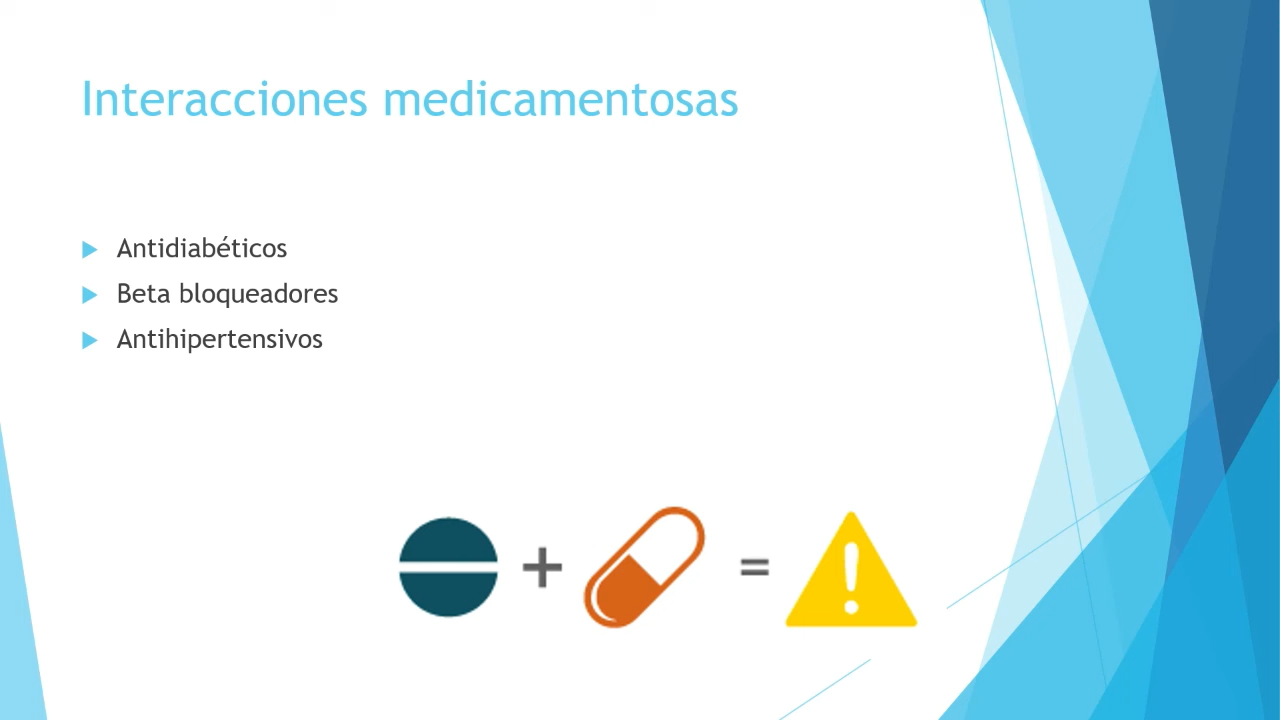 Interacciones medicamentosas
Antidiabéticos
Beta bloqueadores
Antihipertensivos